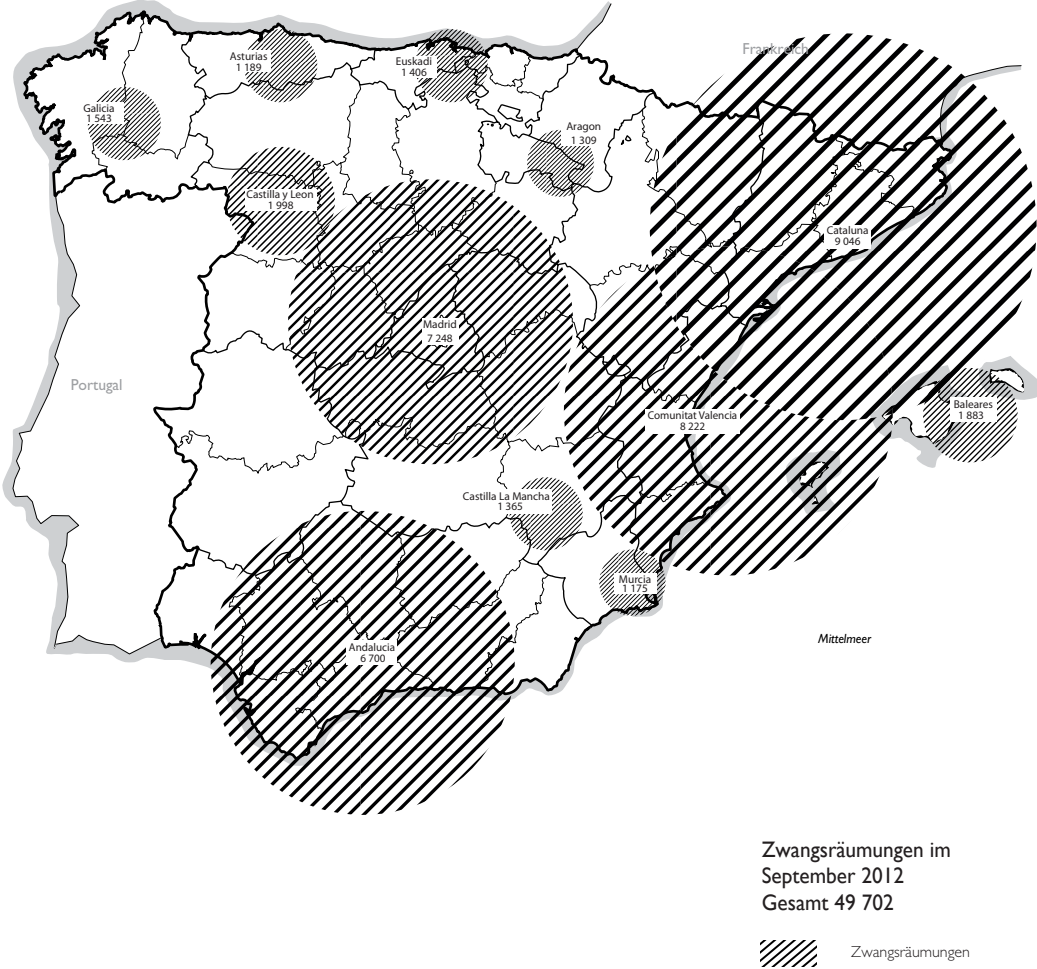 Frankreich
Asturias
1 189
Euskadi
1 406
Galicia
1 543
Aragon
1 309
Castilla y Leon
1 998
Cataluna
9 046
Madrid
7 248
Portugal
Baleares
1 883
Comunitat Valencia
8 222
Castilla La Mancha
1 365
Murcia
1 175
Mittelmeer
Andalucia
6 700
Zwangsräumungen im
September 2012
Gesamt 49 702
Zwangsräumungen